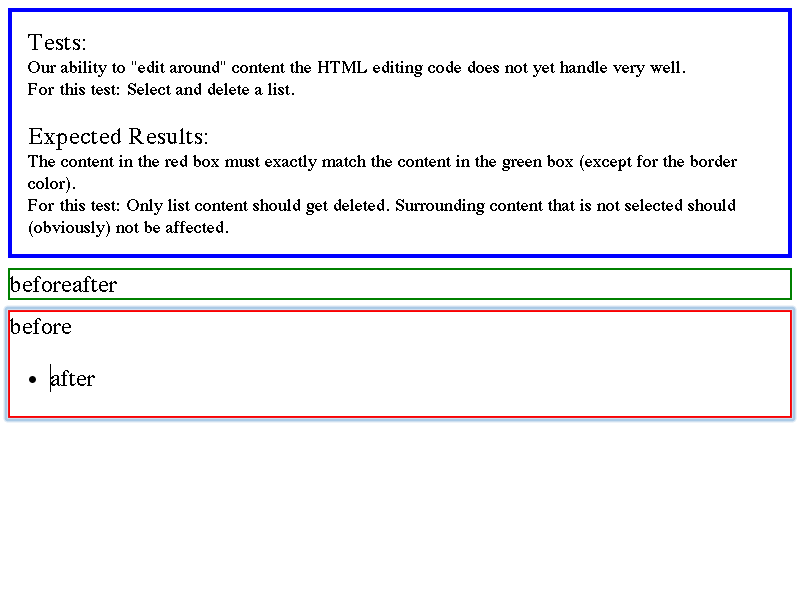 Tests:
Our ability to "edit around" content the HTML editing code does not yet handle very well.
For this test: Select and delete a list.
Expected Results:
The content in the red box must exactly match the content in the green box (except for the border
color).
For this test: Only list content should get deleted. Surrounding content that is not selected should
(obviously) not be affected.
beforeafter
before
• after